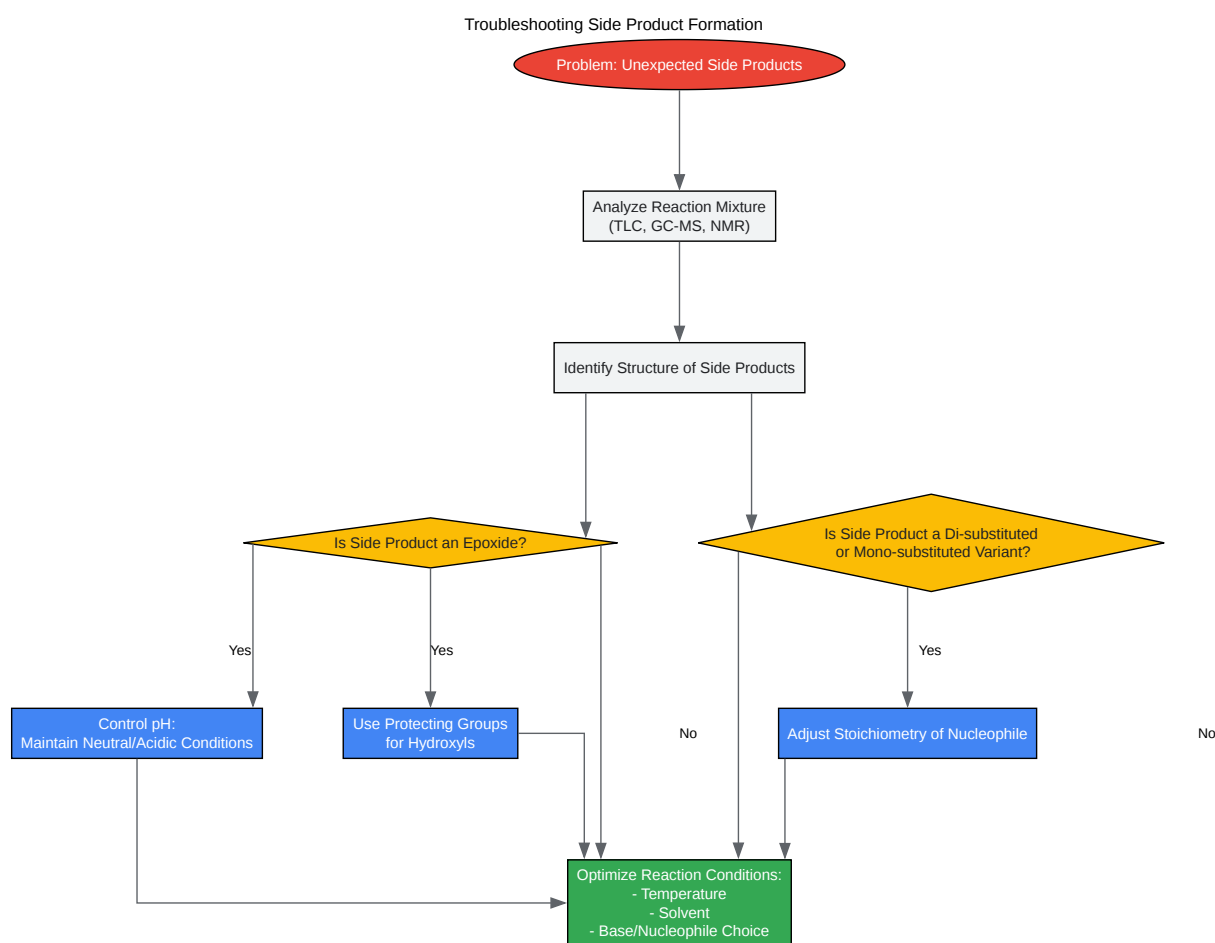 Troubleshooting Side Product Formation
Problem: Unexpected Side Products
Analyze Reaction Mixture
(TLC, GC-MS, NMR)
Identify Structure of Side Products
Is Side Product an Epoxide?
Is Side Product a Di-substituted
or Mono-substituted Variant?
Yes
Yes
Yes
Control pH:
Maintain Neutral/Acidic Conditions
Use Protecting Groups
for Hydroxyls
No
Adjust Stoichiometry of Nucleophile
No
Optimize Reaction Conditions:
- Temperature
- Solvent
- Base/Nucleophile Choice